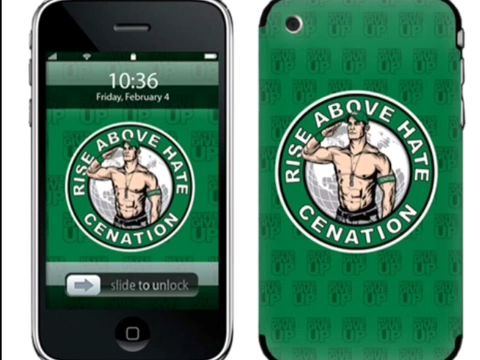 10:36
Friday, February 4
RISE ABOVE HATE
CENATION
slide to unlock
RISE ABOVE HATE
CENATION